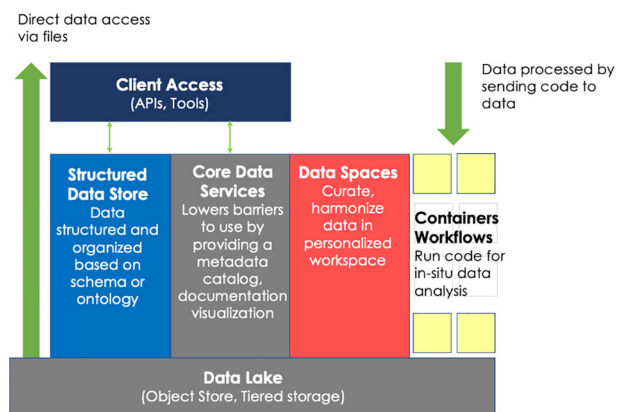 Direct data access
via files
Client Access
(APIs, Tools)
Data processed by
sending code to
data
Structured
Data Store
Data
structured and
organized
based on
schema or
ontology
Core Data
Services
Lowers barriers
to use by
providing a
metadata
catalog,
documentation
visualization
Data Spaces
Curate,
harmonize
data in
personalized
workspace
Containers
Workflows
Run code for
in-situ data
analysis
Data Lake
(Object Store, Tiered storage)